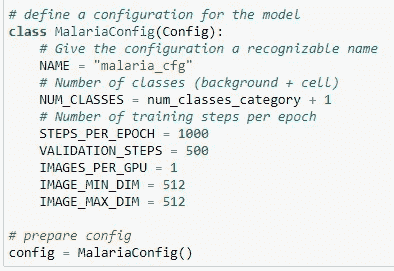 # define a configuration for the model
class MalariaConfig(Config):
    # Give the configuration a recognizable name
    NAME = "malaria_cfg"
    # Number of classes (background + cell)
    NUM_CLASSES = num_classes_category + 1
    # Number of training steps per epoch
    STEPS_PER_EPOCH = 1000
    VALIDATION_STEPS = 500
    IMAGES_PER_GPU = 1
    IMAGE_MIN_DIM = 512
    IMAGE_MAX_DIM = 512

# prepare config
config = MalariaConfig()